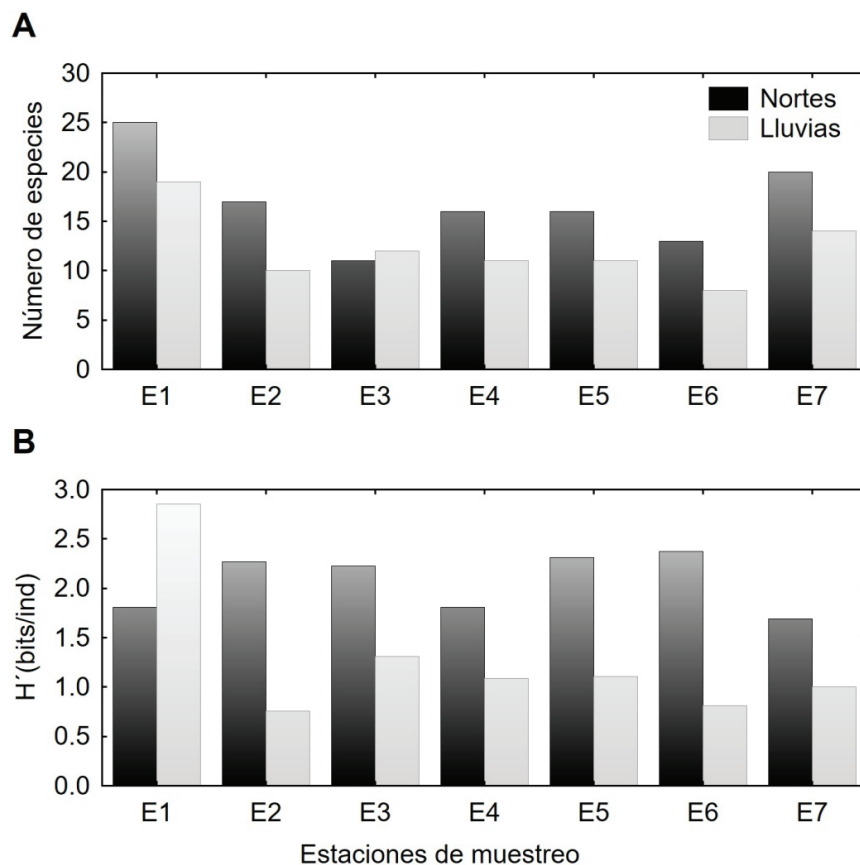 A
Número de especies
30
25
20
15
10
5
0
Nortes
Lluvias
E1 E2 E3 E4 E5 E6 E7
B
H´(bits/ind)
3.0
2.5
2.0
1.5
1.0
0.5
0.0
E1 E2 E3 E4 E5 E6 E7
Estaciones de muestreo